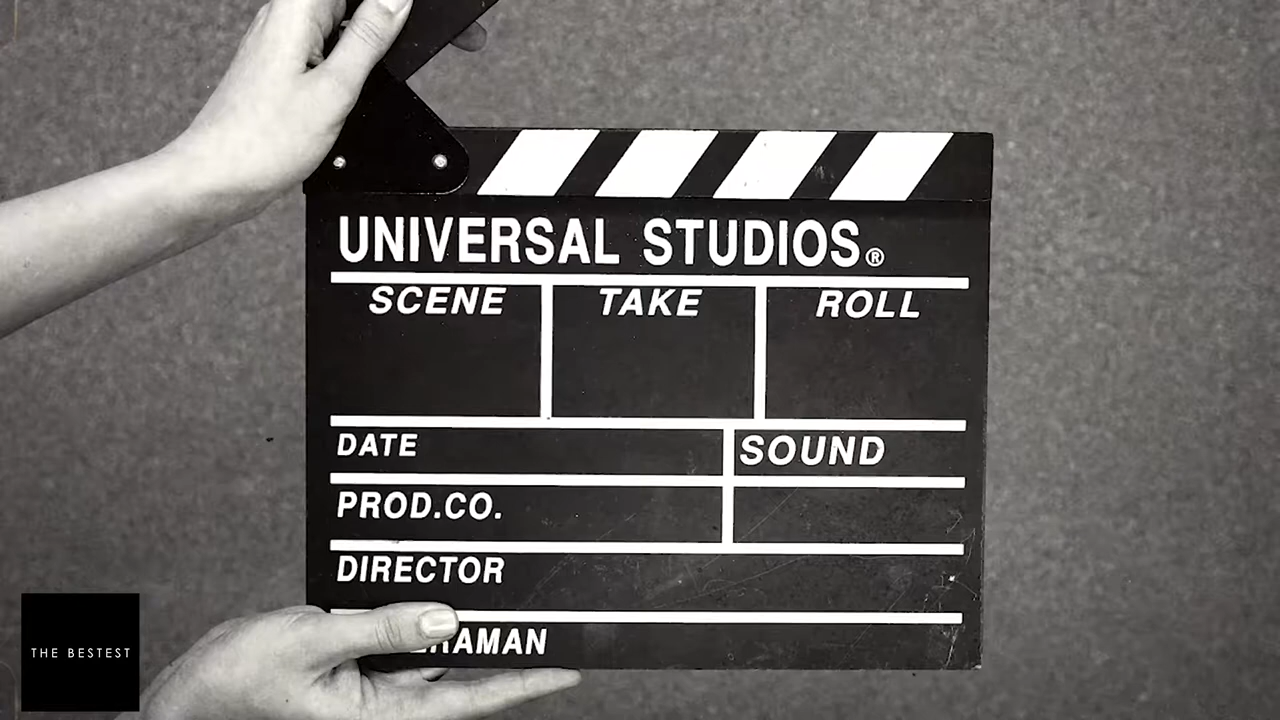 UNIVERSAL STUDIOS®
SCENE TAKE ROLL
DATE SOUND
PROD.CO.
DIRECTOR
THE BESTEST